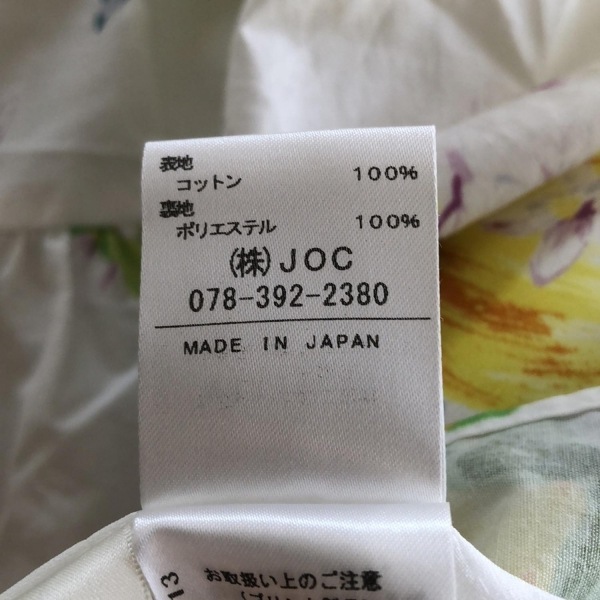 表地
コットン 100%
裏地
ポリエステル 100%
(株)JOC
078-392-2380
MADE IN JAPAN
お取扱い上のご注意
13